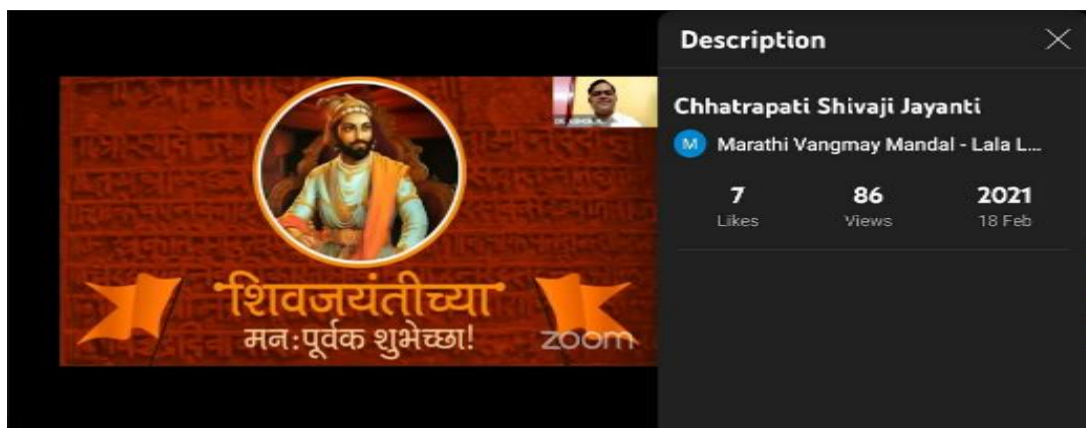 शिवजयंतीच्या
मन:पूर्वक शुभेच्छा!
zoom
Description
Chhatrapati Shivaji Jayanti
M Marathi Vangmay Mandal - Lala L...
7 86 2021
Likes Views 18 Feb